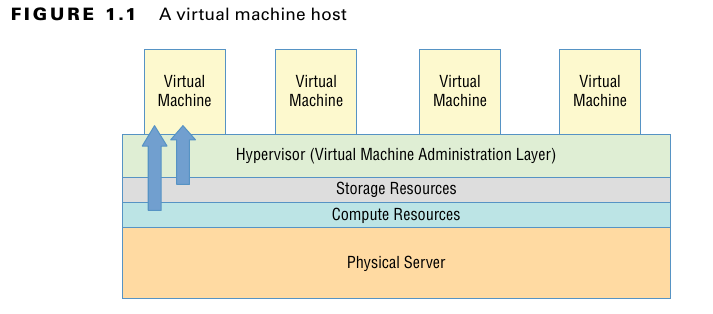 FIGURE 1.1 A virtual machine host
Virtual
Machine
Virtual
Machine
Virtual
Machine
Virtual
Machine
Hypervisor (Virtual Machine Administration Layer)
Storage Resources
Compute Resources
Physical Server